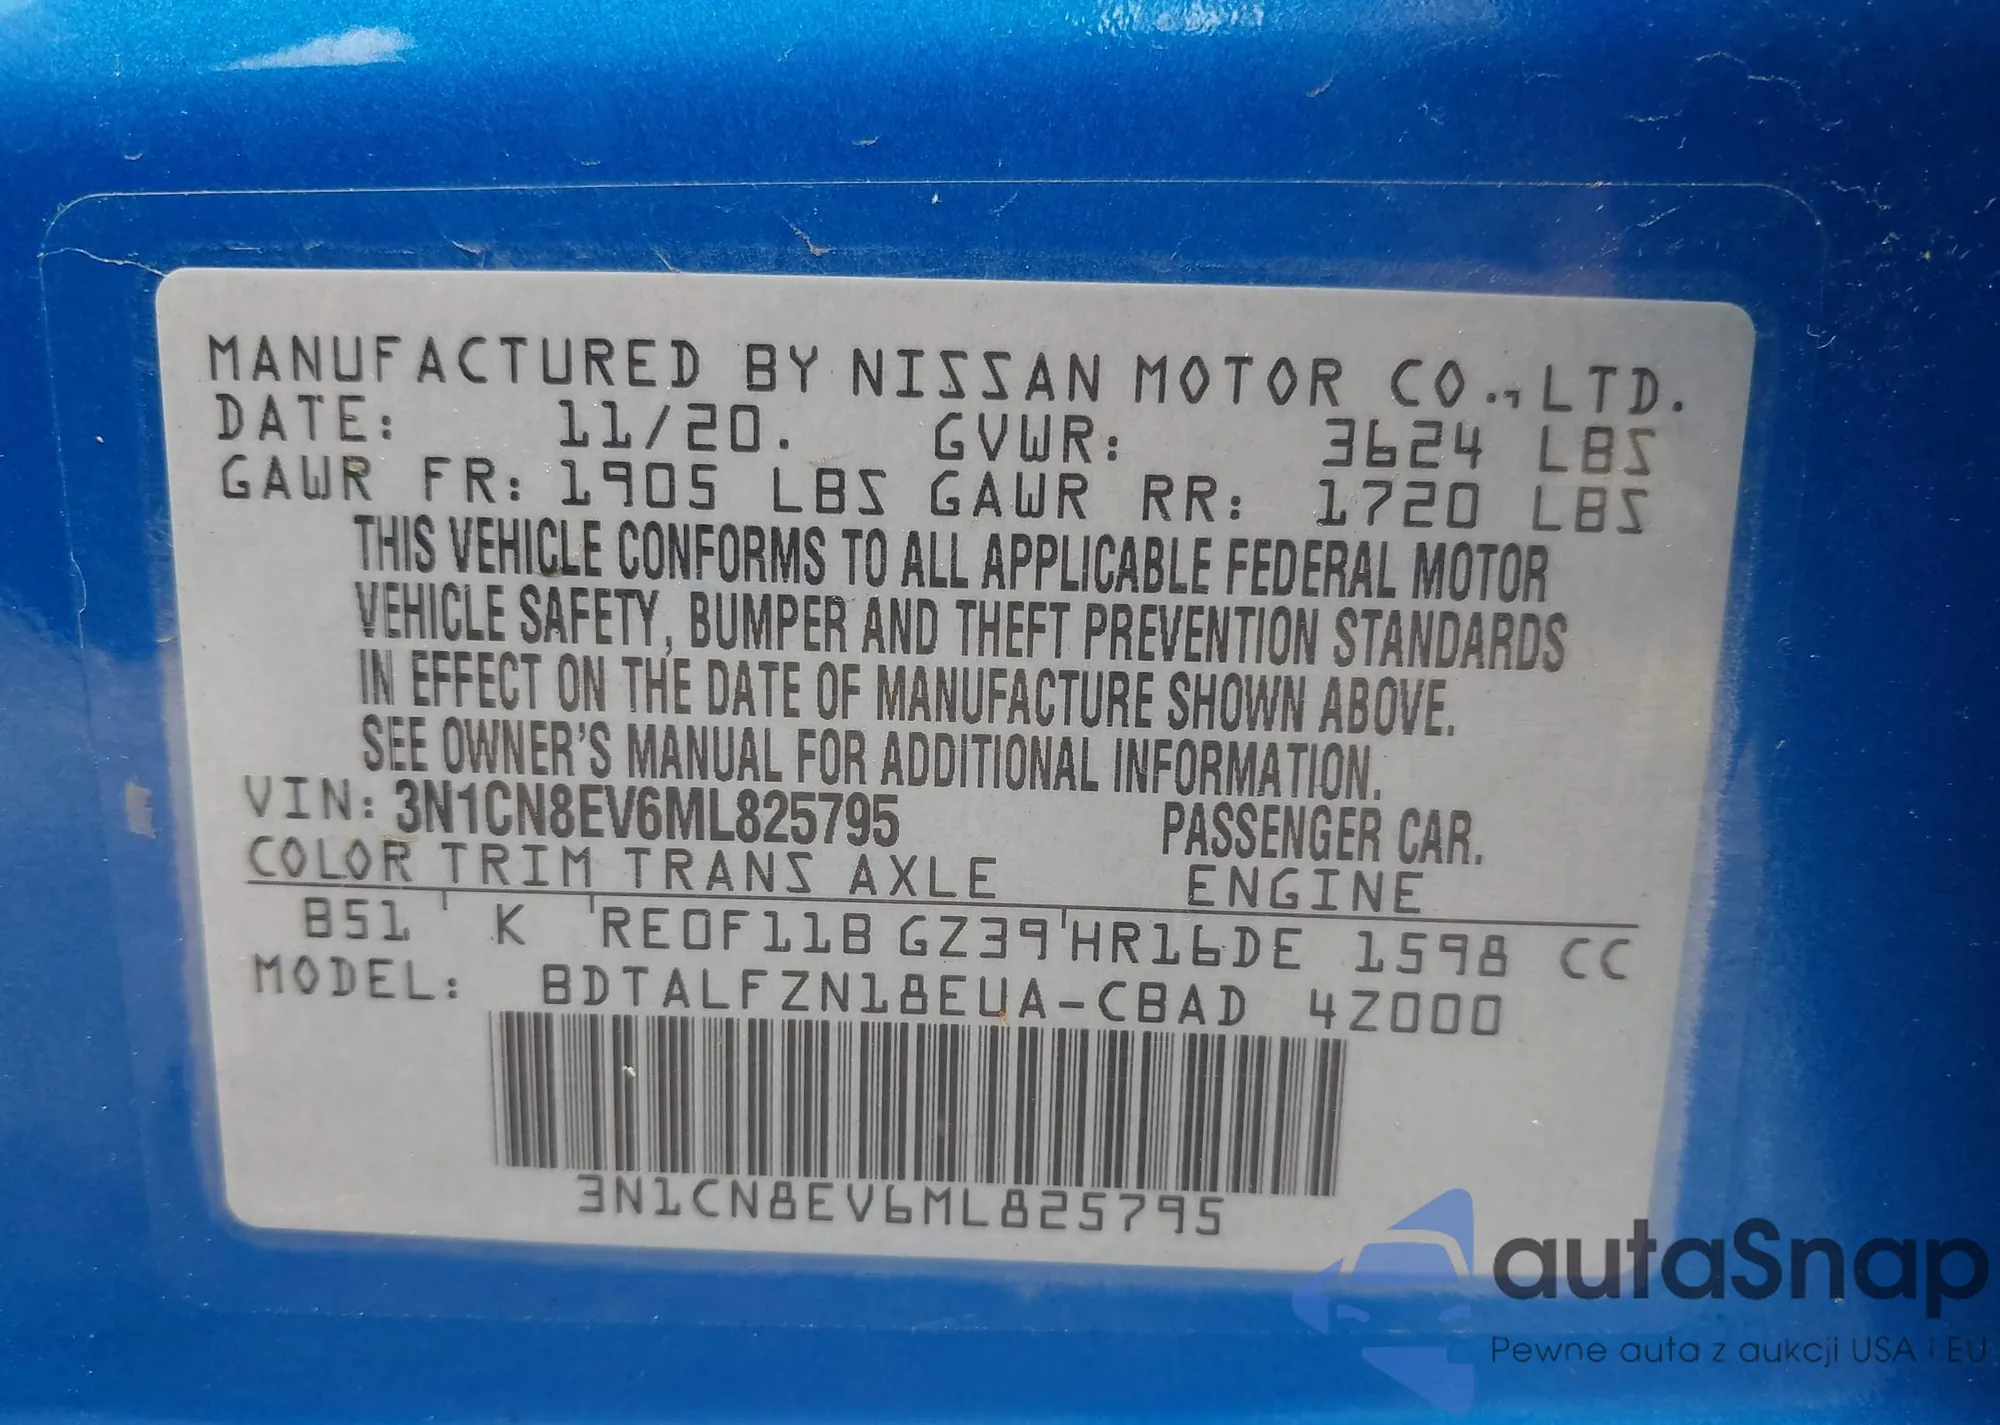 MANUFACTURED BY NISSAN MOTOR CO., LTD.
DATE: 11/20. GVWR: 3624 LBS
GAWR FR: 1905 LBS GAWR RR: 1720 LBS
THIS VEHICLE CONFORMS TO ALL APPLICABLE FEDERAL MOTOR
VEHICLE SAFETY, BUMPER AND THEFT PREVENTION STANDARDS
IN EFFECT ON THE DATE OF MANUFACTURE SHOWN ABOVE.
SEE OWNER'S MANUAL FOR ADDITIONAL INFORMATION.
VIN: 3N1CN8EV6ML825795 PASSENGER CAR.
COLOR TRIM TRANS AXLE ENGINE
B51 K RE0F11B GZ39 HR16DE 1598 CC
MODEL: BDTALFZN18EUA-CBAD 4Z000
3N1CN8EV6ML825795
autaSnap
Pewne auta z aukcji USA i EU